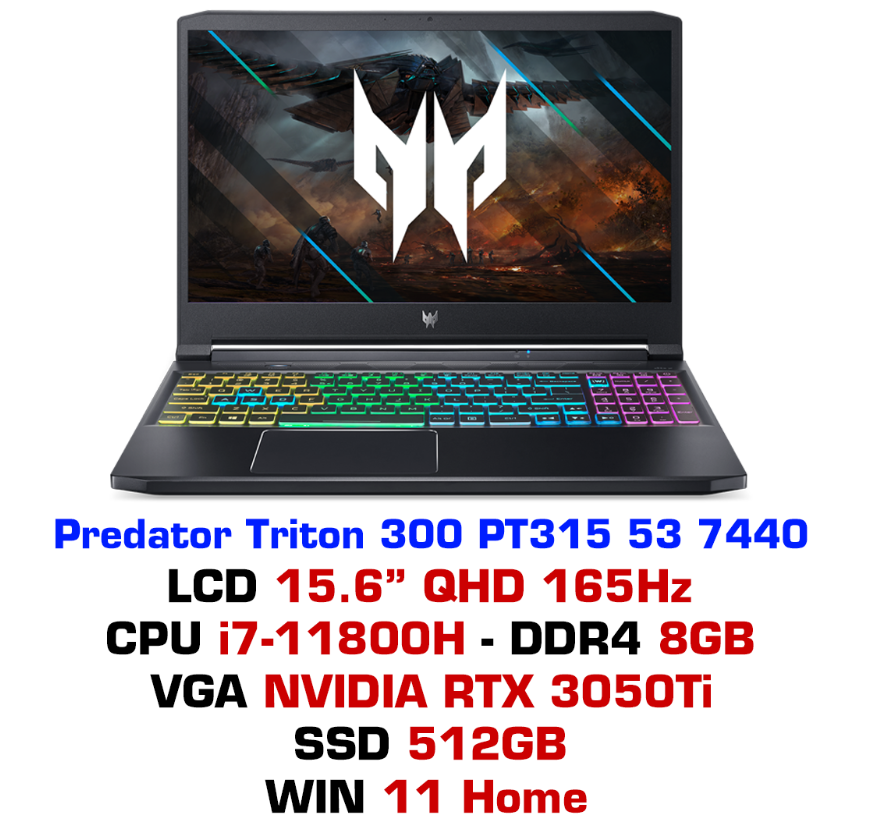 Predator Triton 300 PT315 53 7440
LCD 15.6” QHD 165Hz
CPU i7-11800H - DDR4 8GB
VGA NVIDIA RTX 3050Ti
SSD 512GB
WIN 11 Home